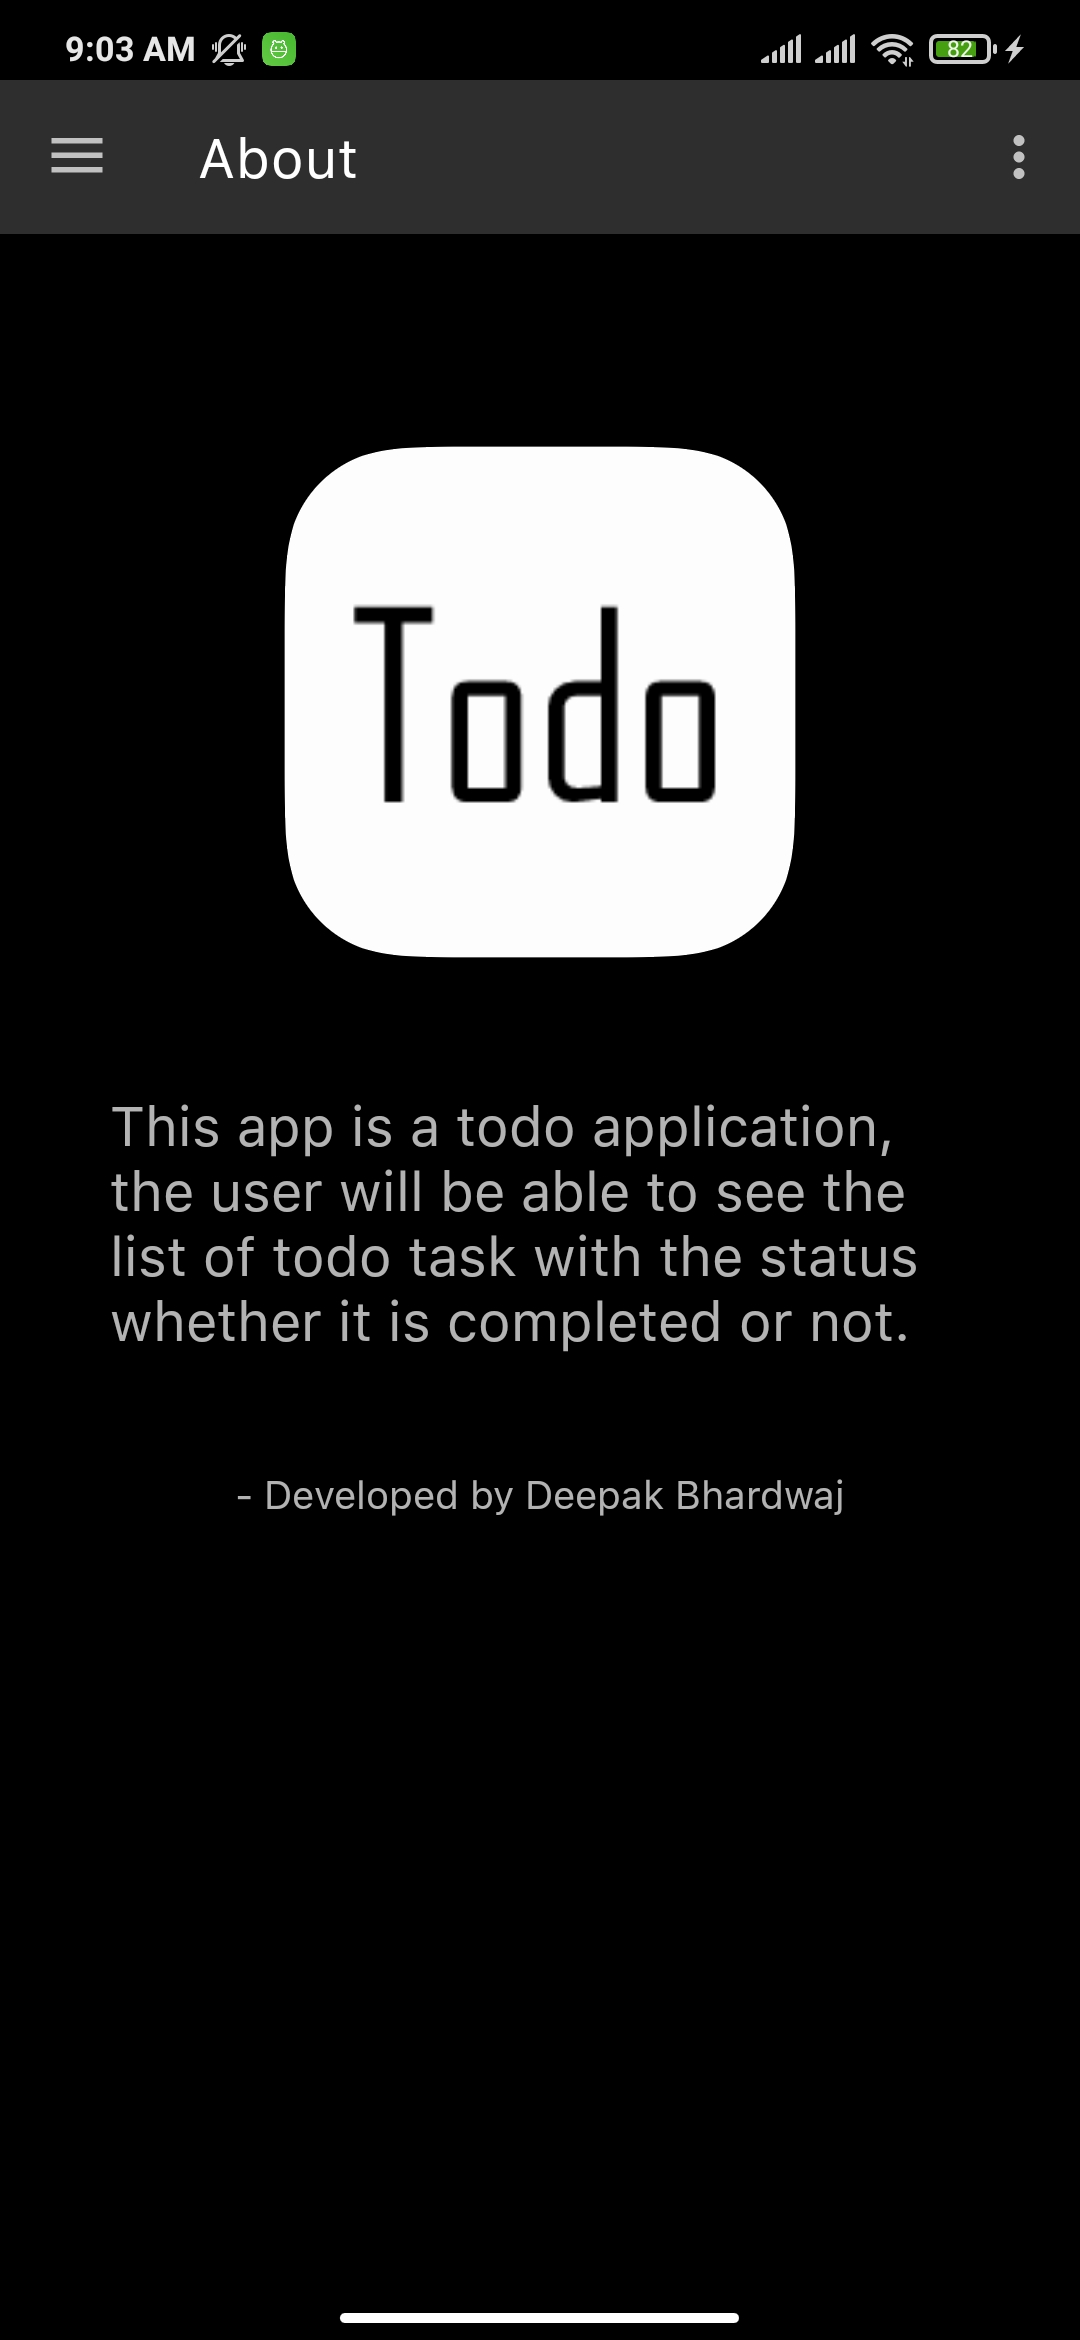 9:03 AM
82
About
Todo
This app is a todo application,
the user will be able to see the
list of todo task with the status
whether it is completed or not.
- Developed by Deepak Bhardwaj